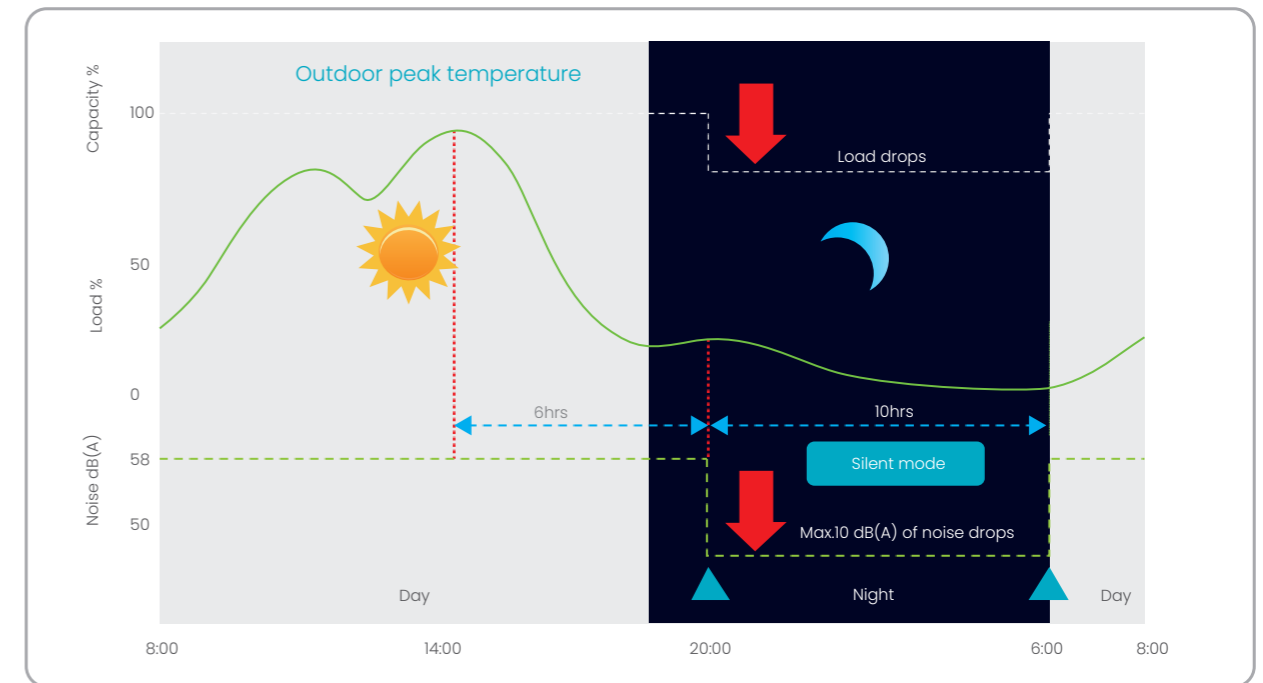 Outdoor peak temperature
Capacity %
100
Load drops
50
Load %
0
6hrs
10hrs
58
Silent mode
Noise dB(A)
50
Max.10 dB(A) of noise drops
Day
Night
Day
8:00
14:00
20:00
6:00
8:00